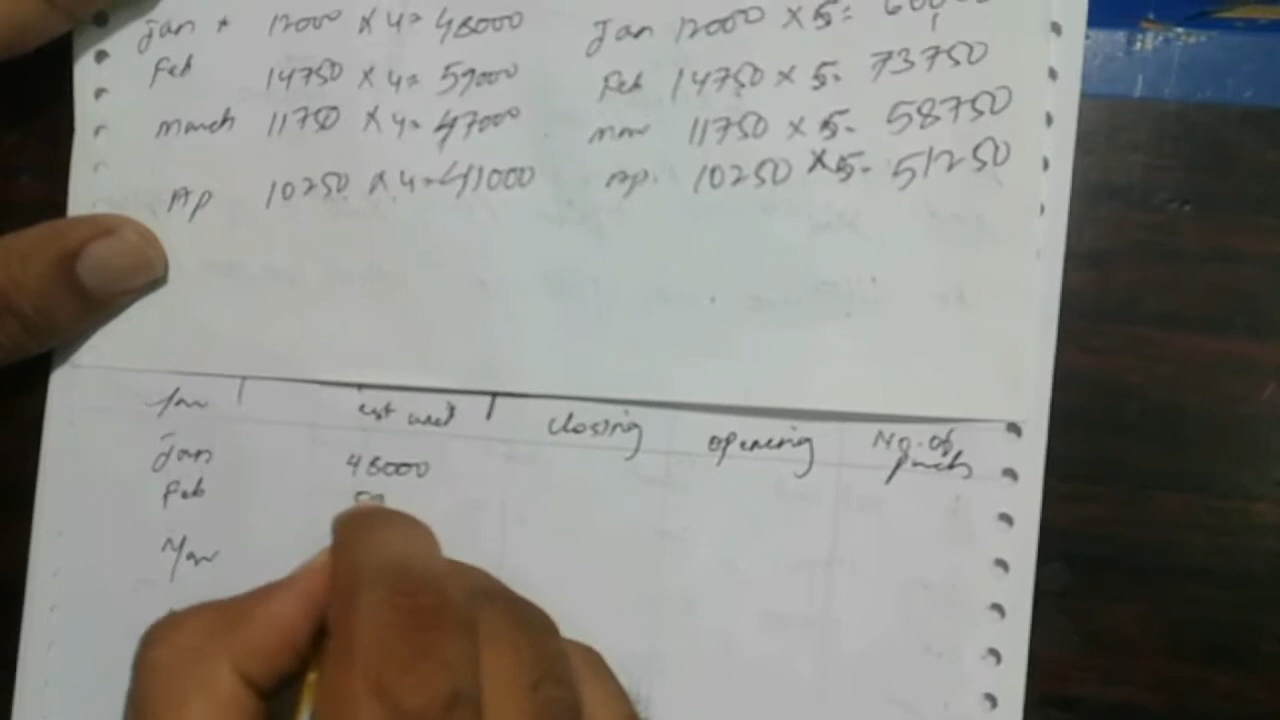 Jan 12000 X 4= 48000 Jan 12000 X 5=
Feb 14750 X 4= 59000 Feb 14750 X 5= 73750
March 11750 X 4= 47000 Mar 11750 X 5= 58750
Ap 10250 X 4= 41000 Ap. 10250 X 5= 51250
closing opening No. of
Jan 48000
Feb
Mar